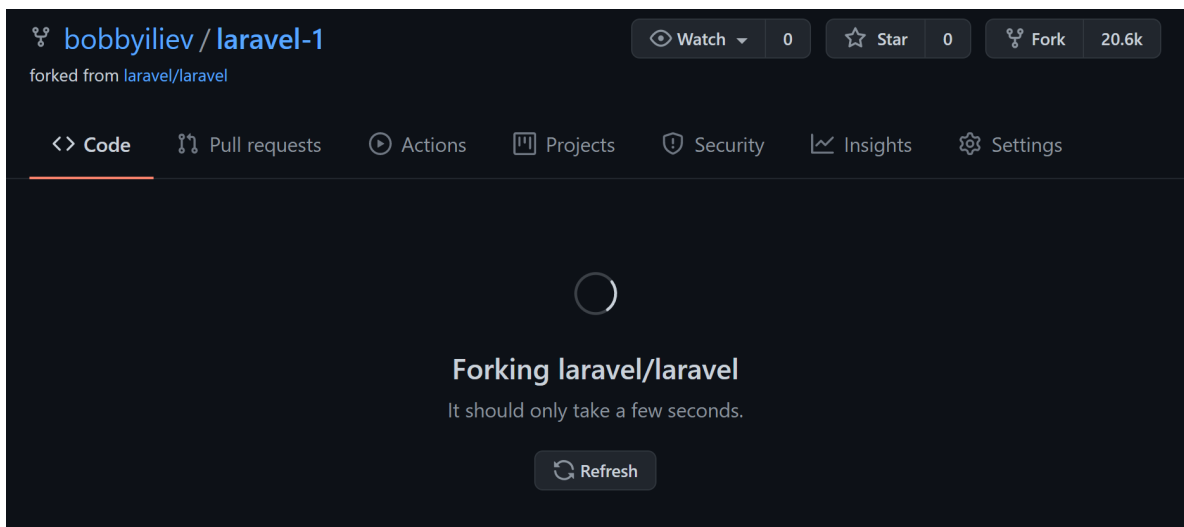 bobbyiliev / laravel-1
Watch 0 Star 0 Fork 20.6k
forked from laravel/laravel
Code Pull requests Actions Projects Security Insights Settings
Forking laravel/laravel
It should only take a few seconds.
Refresh